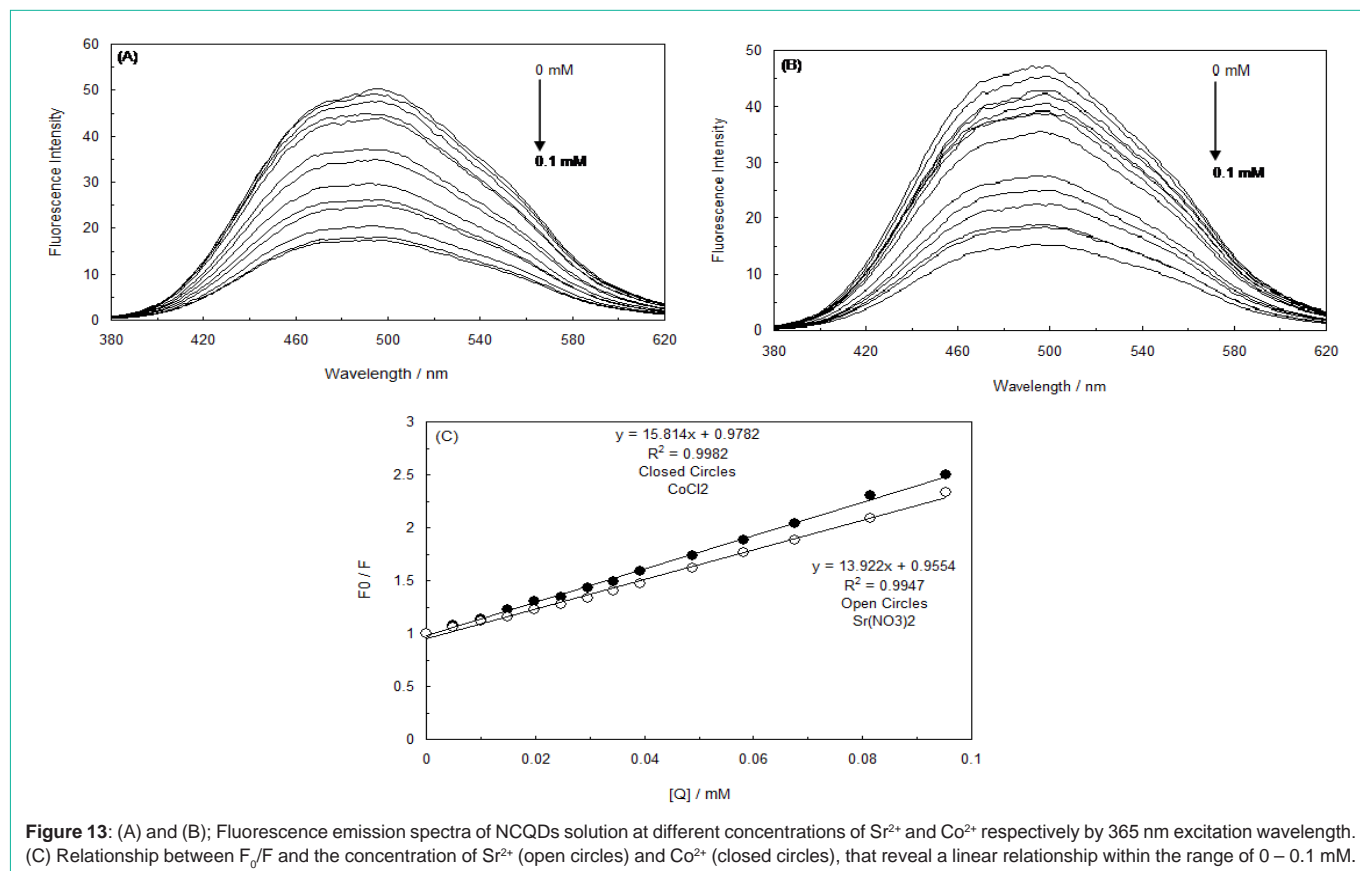 (A)
60
50
40
30
20
10
0
Fluorescence Intensity
0 mM
0.1 mM
380 420 460 500 540 580 620
Wavelength / nm
(B)
50
40
30
20
10
0
Fluorescence Intensity
0 mM
0.1 mM
380 420 460 500 540 580 620
Wavelength / nm
(C)
3
2.5
2
1.5
1
0.5
0
F0 / F
y = 15.814x + 0.9782
R² = 0.9982
Closed Circles
CoCl2
y = 13.922x + 0.9554
R² = 0.9947
Open Circles
Sr(NO3)2
0 0.02 0.04 0.06 0.08 0.1
[Q] / mM
Figure 13: (A) and (B); Fluorescence emission spectra of NCQDs solution at different concentrations of Sr²⁺ and Co²⁺ respectively by 365 nm excitation wavelength.
(C) Relationship between F₀/F and the concentration of Sr²⁺ (open circles) and Co²⁺ (closed circles), that reveal a linear relationship within the range of 0 – 0.1 mM.